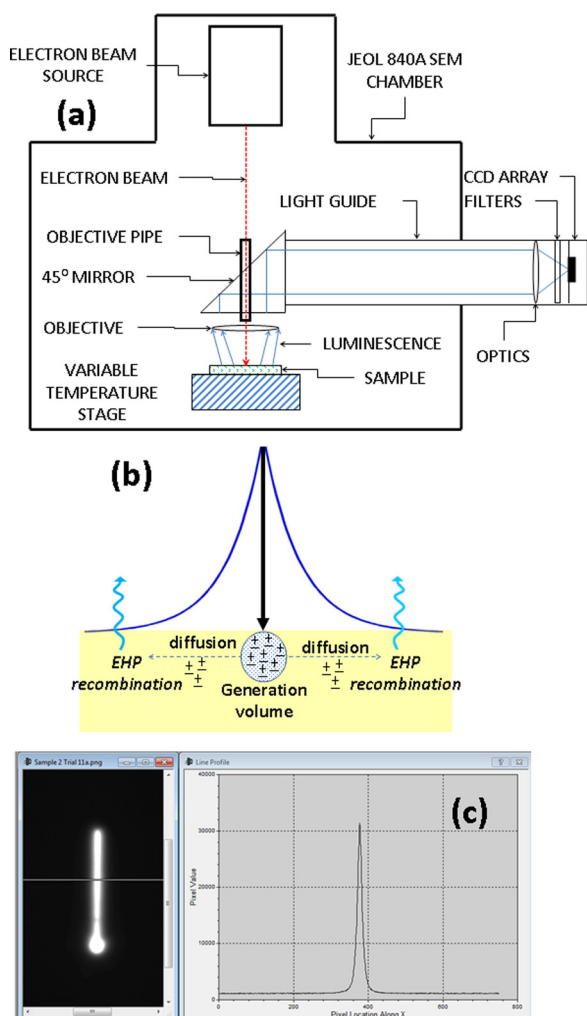 ELECTRON BEAM
SOURCE
(a)
JEOL 840A SEM
CHAMBER
ELECTRON BEAM
LIGHT GUIDE
CCD ARRAY
FILTERS
OBJECTIVE PIPE
45° MIRROR
OBJECTIVE
LUMINESCENCE
OPTICS
VARIABLE
TEMPERATURE
STAGE
SAMPLE
(b)
diffusion
diffusion
EHP
recombination
Generation
volume
EHP
recombination
Sample 2 Trial 11a.png
Line Profile
(c)
40000
30000
20000
10000
0
Pixel Value
0
200
400
600
800
Pixel Location Along X